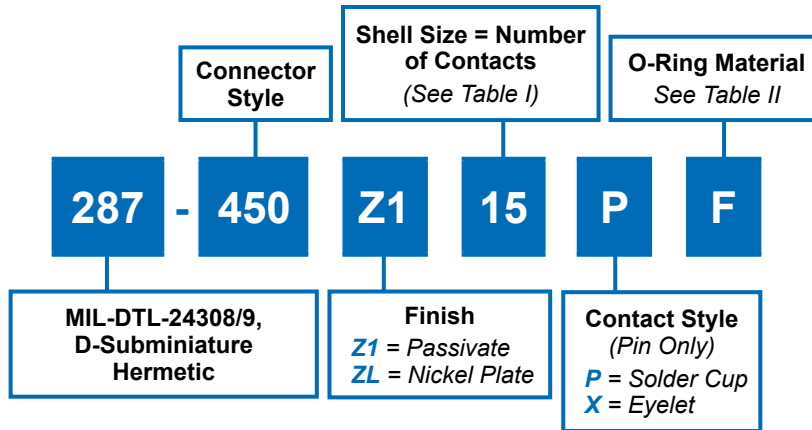 Shell Size = Number
of Contacts
(See Table I)
Connector
Style
O-Ring Material
See Table II
287 - 450 Z1 15 P F
MIL-DTL-24308/9,
D-Subminiature
Hermetic
Finish
Z1 = Passivate
ZL = Nickel Plate
Contact Style
(Pin Only)
P = Solder Cup
X = Eyelet